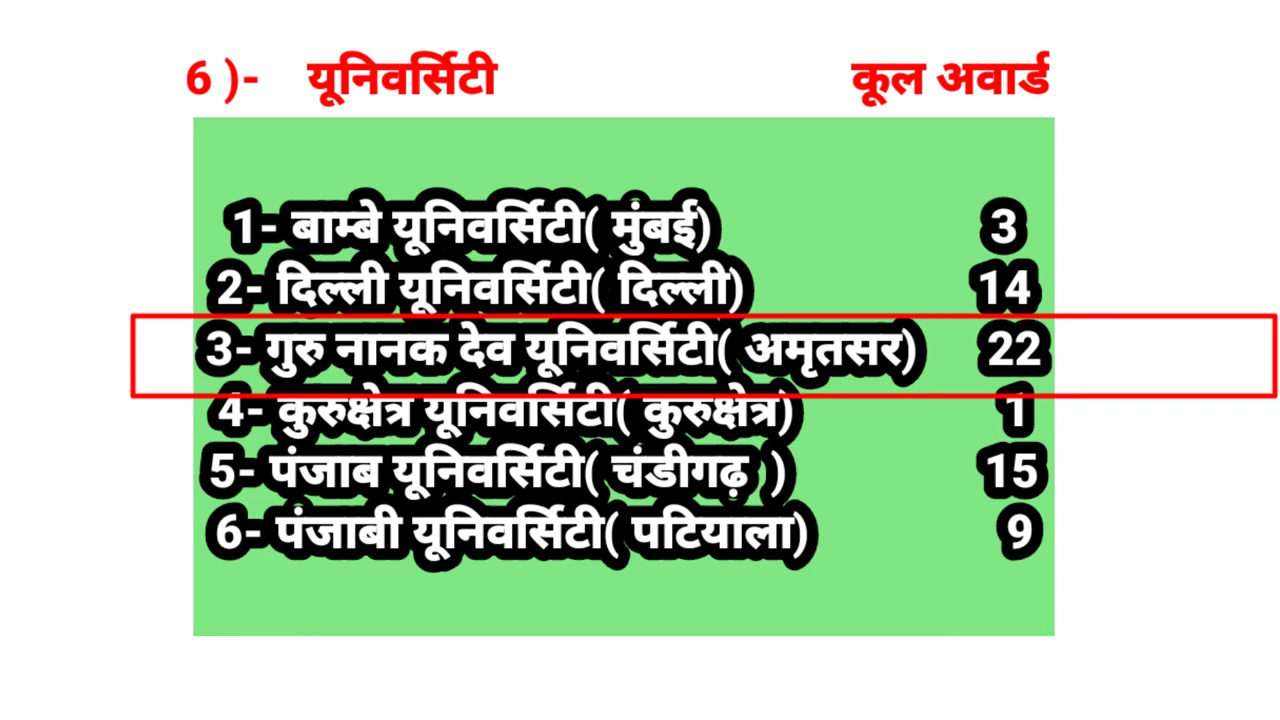 6 )- यूनिवर्सिटी कूल अवार्ड
1- बाम्बे यूनिवर्सिटी( मुंबई) 3
2- दिल्ली यूनिवर्सिटी( दिल्ली) 14
3- गुरु नानक देव यूनिवर्सिटी( अमृतसर) 22
4- कुरुक्षेत्र यूनिवर्सिटी( कुरुक्षेत्र) 1
5- पंजाब यूनिवर्सिटी( चंडीगढ़ ) 15
6- पंजाबी यूनिवर्सिटी( पटियाला) 9